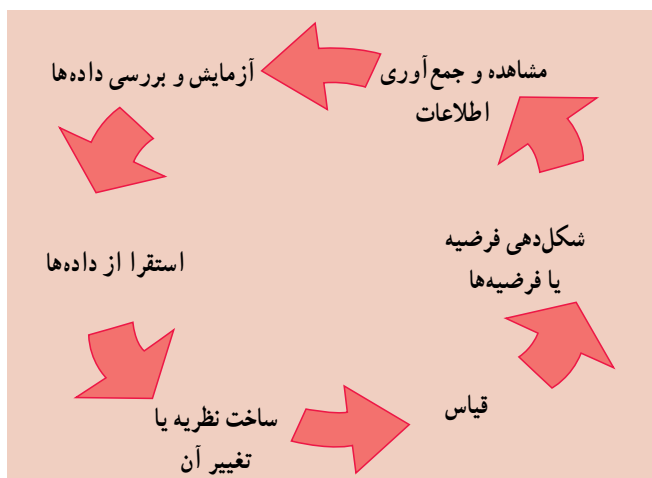 مشاهده و جمع‌آوری
اطلاعات
آزمایش و بررسی داده‌ها
استقرا از داده‌ها
ساخت نظریه یا
تغییر آن
قیاس
شکل‌دهی فرضیه
یا فرضیه‌ها